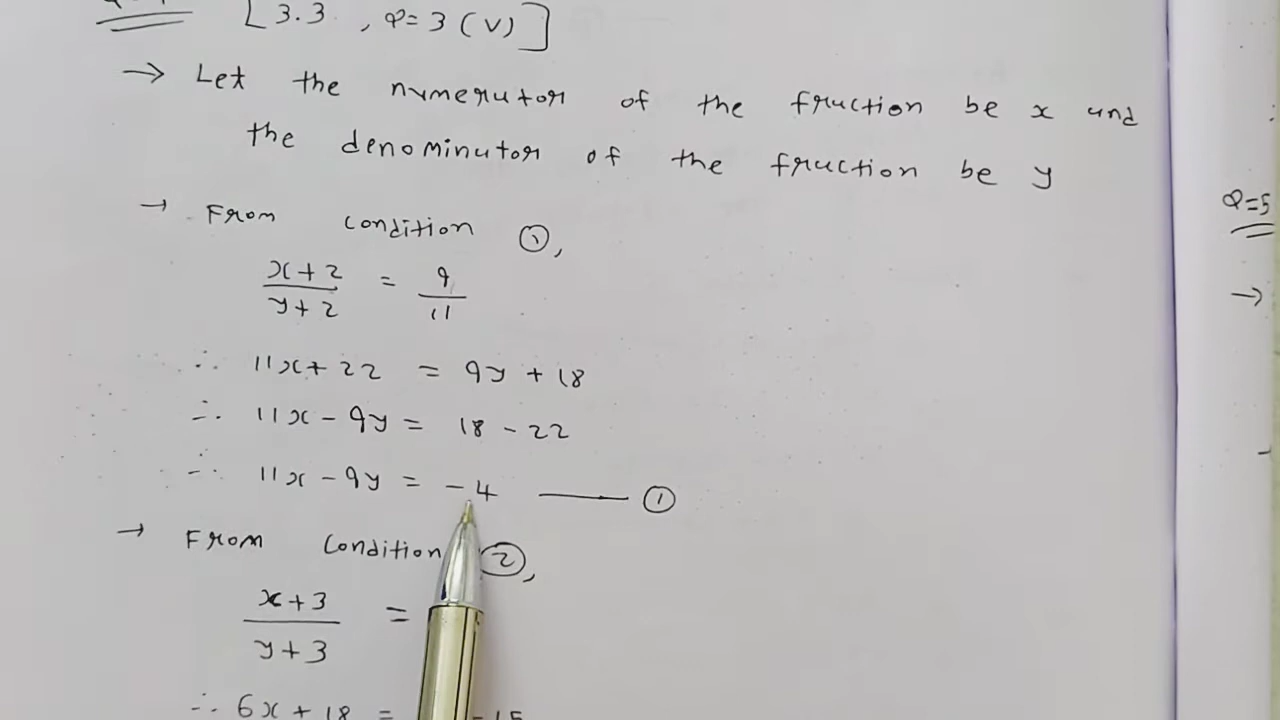 [3.3, Q=3 (V)]
→ Let the numerator of the fraction be x and
the denominator of the fraction be y
→ From condition ①,
x+2 / y+2 = 9 / 11
∴ 11x + 22 = 9y + 18
∴ 11x - 9y = 18 - 22
∴ 11x - 9y = -4 —— ①
→ From condition ②,
x+3 / y+3 =
∴ 6x + 18 = 15
Q=5
→